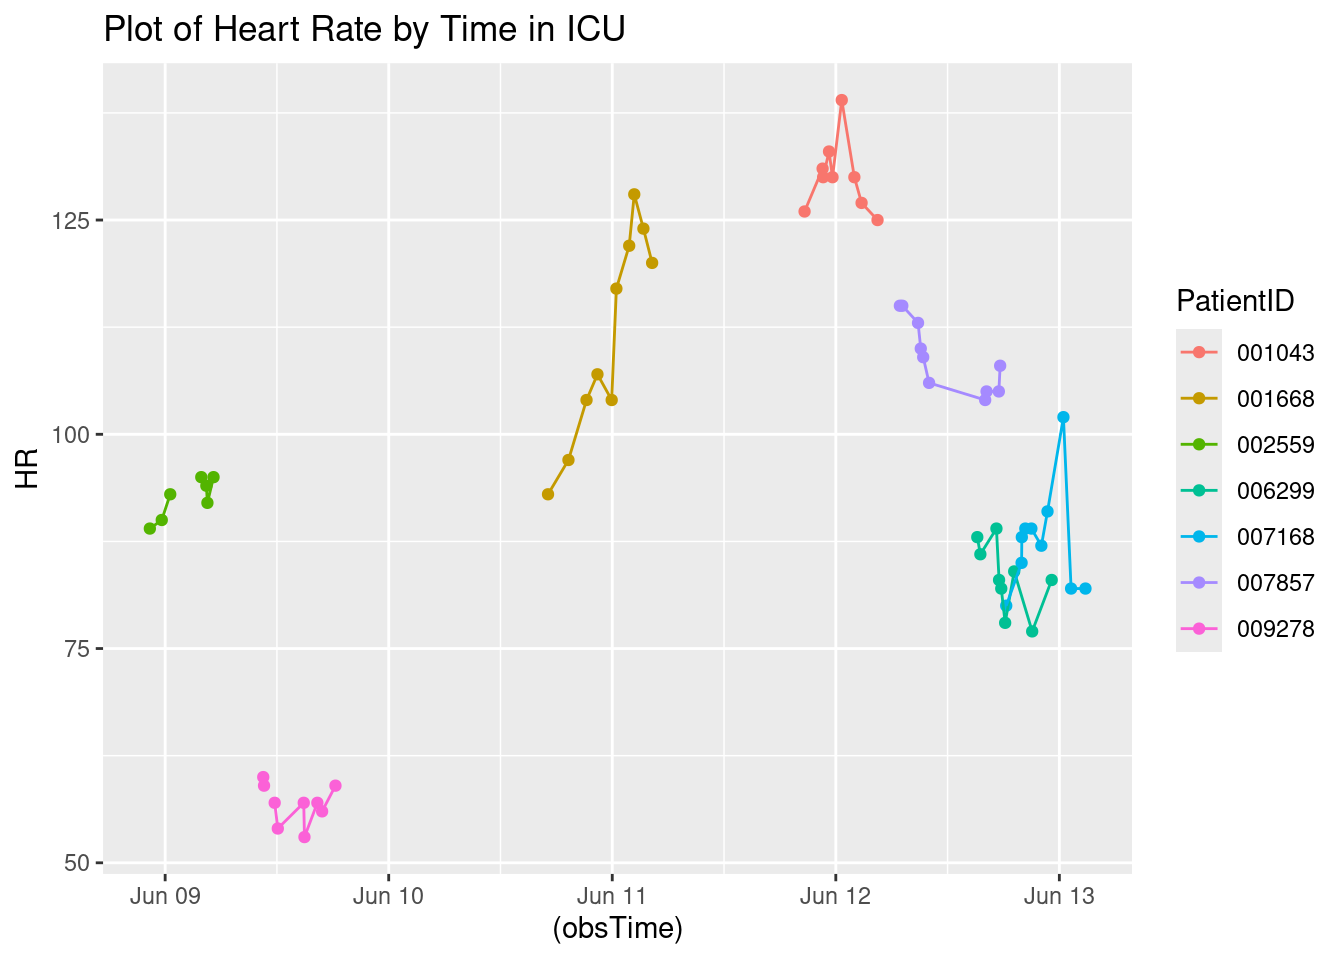 Plot of Heart Rate by Time in ICU
HR
125
100
75
50
Jun 09
Jun 10
Jun 11
Jun 12
Jun 13
(obsTime)
PatientID
001043
001668
002559
006299
007168
007857
009278